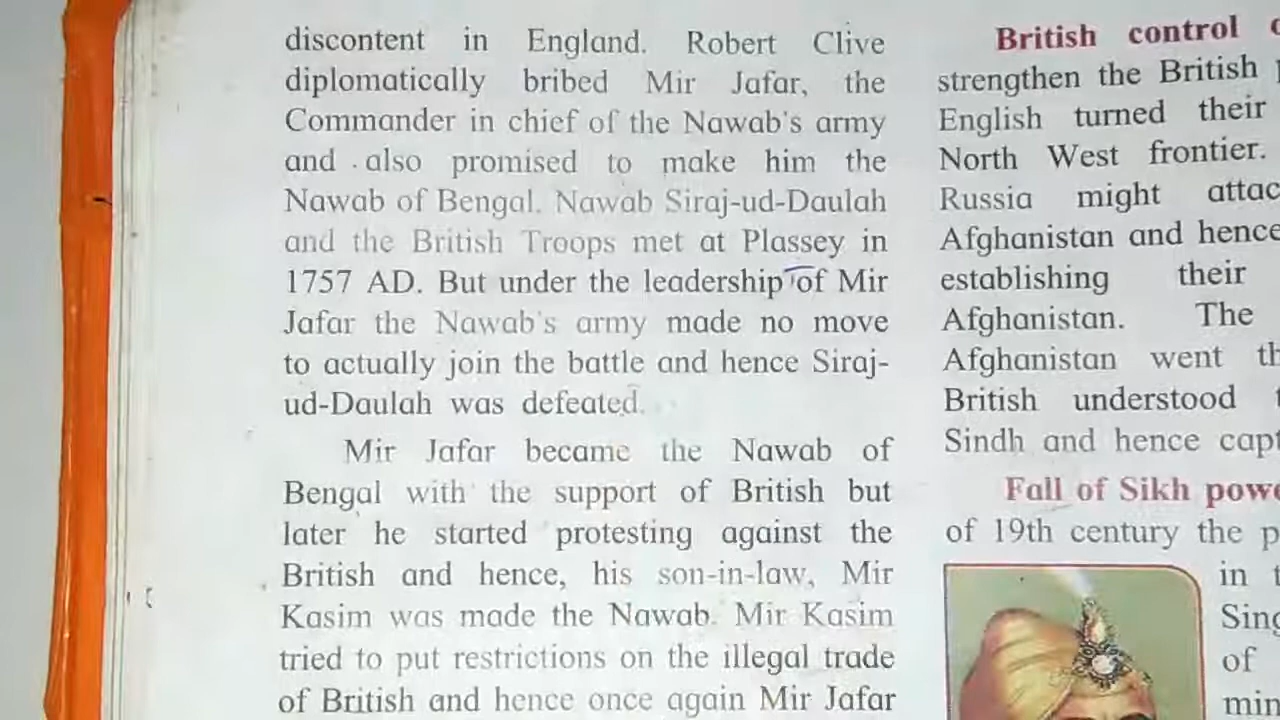 discontent in England. Robert Clive
diplomatically bribed Mir Jafar, the
Commander in chief of the Nawab's army
and also promised to make him the
Nawab of Bengal. Nawab Siraj-ud-Daulah
and the British Troops met at Plassey in
1757 AD. But under the leadership of Mir
Jafar the Nawab's army made no move
to actually join the battle and hence Siraj-
ud-Daulah was defeated.
Mir Jafar became the Nawab of
Bengal with the support of British but
later he started protesting against the
British and hence, his son-in-law, Mir
Kasim was made the Nawab. Mir Kasim
tried to put restrictions on the illegal trade
of British and hence once again Mir Jafar
British control
strengthen the British
English turned their
North West frontier.
Russia might
Afghanistan and hence
establishing their
Afghanistan. The
Afghanistan went
British understood
Sindh and hence
Fall of Sikh
of 19th century the
in
of